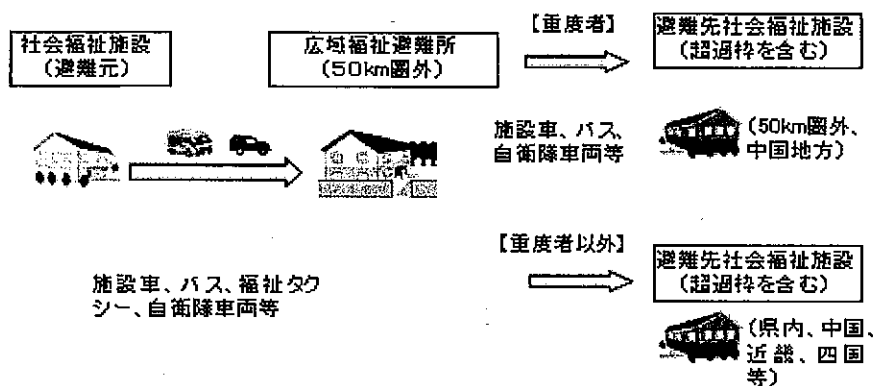 社会福祉施設
(避難元)
広域福祉避難所
(50km圏外)
【重度者】
避難先社会福祉施設
(超過枠を含む)
施設車、バス、
自衛隊車両等
(50km圏外、
中国地方)
施設車、バス、福祉タク
シー、自衛隊車両等
【重度者以外】
避難先社会福祉施設
(超過枠を含む)
(県内、中国、
近畿、四国
等)